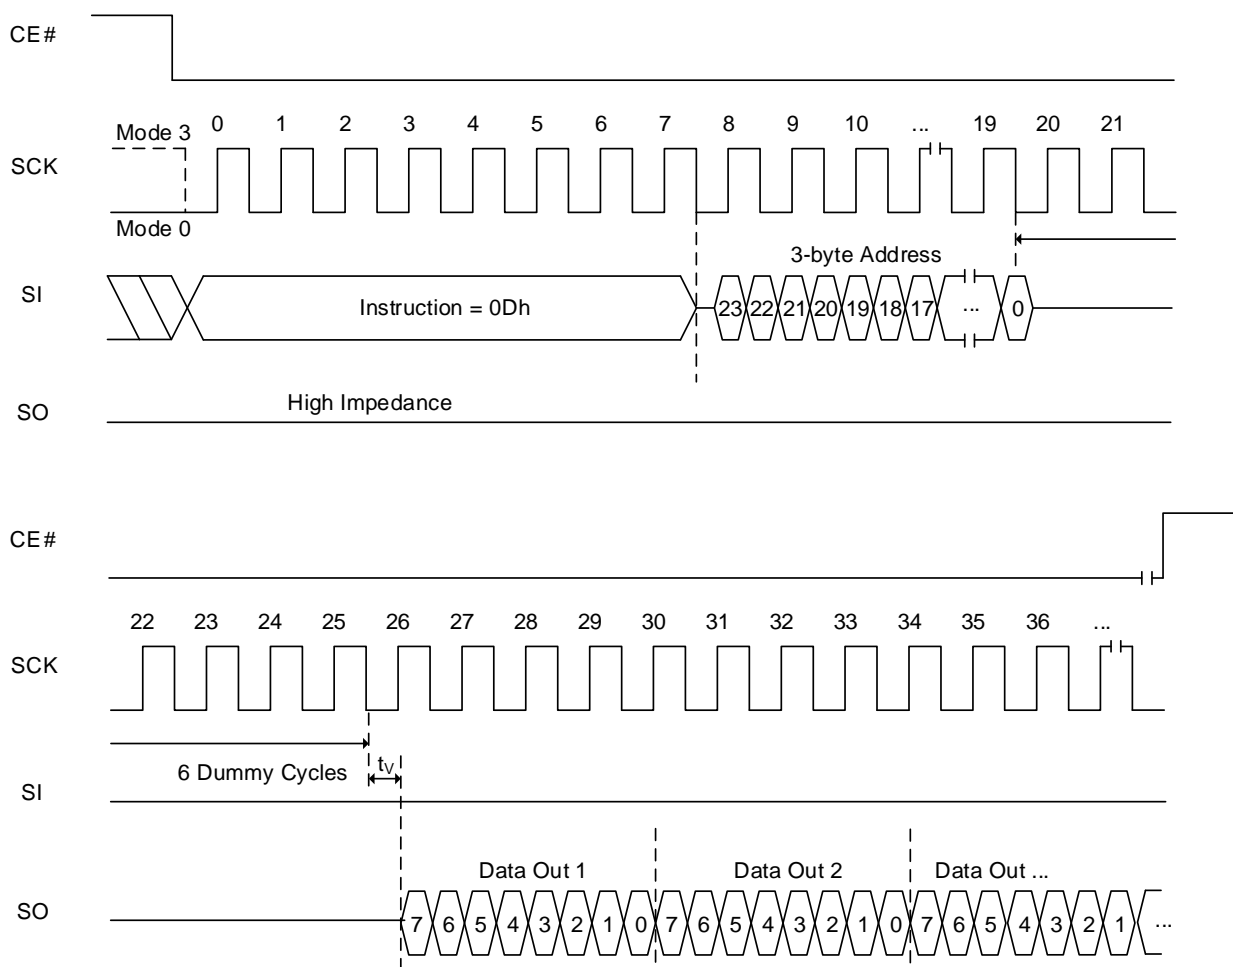 CE#
Mode 3 0 1 2 3 4 5 6 7 8 9 10 ... 19 20 21
SCK
Mode 0
3-byte Address
SI
Instruction = 0Dh 23 22 21 20 19 18 17 ... 0
High Impedance
SO
CE#
22 23 24 25 26 27 28 29 30 31 32 33 34 35 36 ...
SCK
6 Dummy Cycles tV
SI
Data Out 1 Data Out 2 Data Out ...
SO 7 6 5 4 3 2 1 0 7 6 5 4 3 2 1 0 7 6 5 4 3 2 1 ...